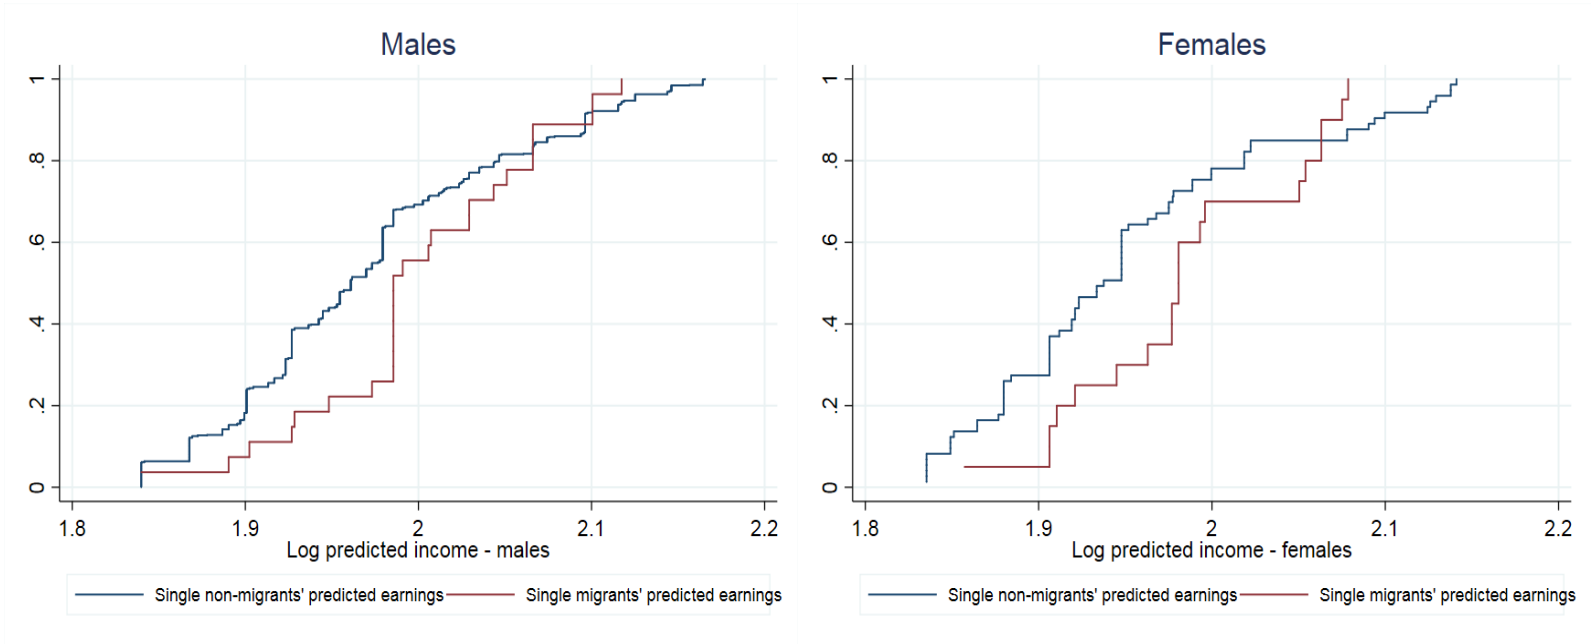 Males
1
.8
.6
.4
.2
0
1.8 1.9 2 2.1 2.2
Log predicted income - males
Single non-migrants' predicted earnings Single migrants' predicted earnings
Females
1
.8
.6
.4
.2
0
1.8 1.9 2 2.1 2.2
Log predicted income - females
Single non-migrants' predicted earnings Single migrants' predicted earnings